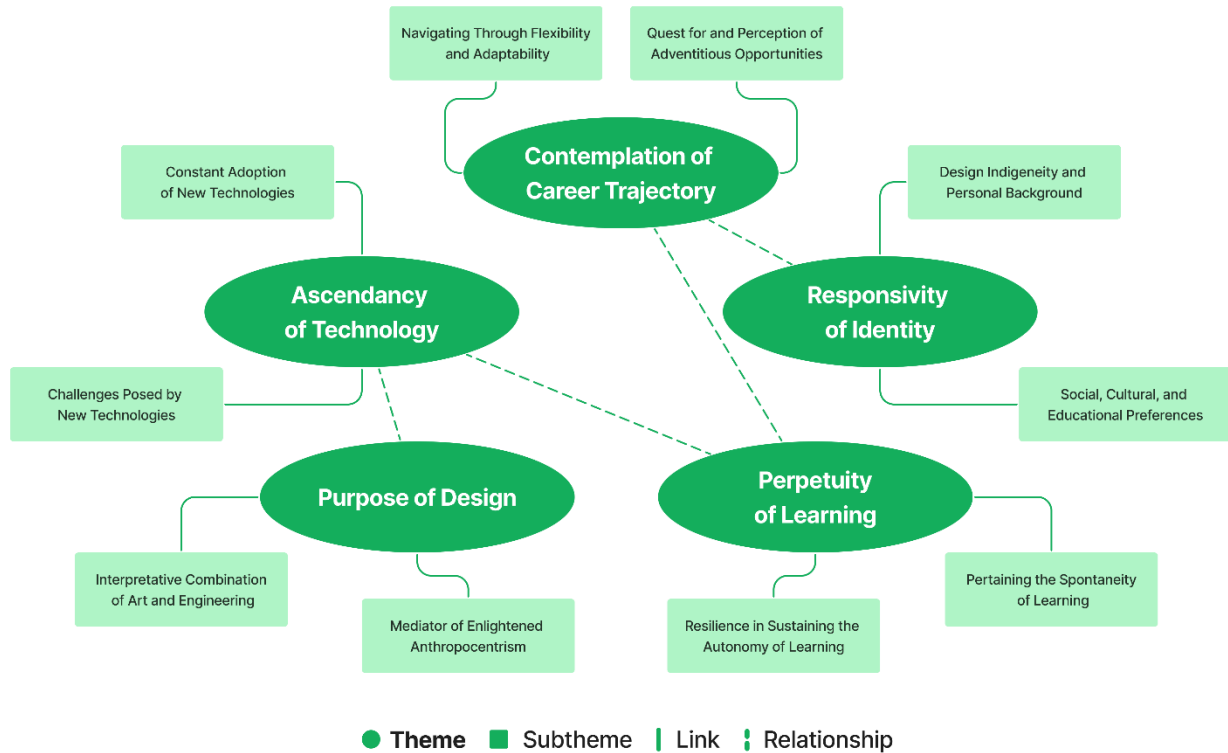 Navigating Through Flexibility
and Adaptability
Quest for and Perception of
Adventitious Opportunities
Contemplation of
Career Trajectory
Constant Adoption
of New Technologies
Design Indigeneity and
Personal Background
Ascendancy
of Technology
Responsivity
of Identity
Challenges Posed by
New Technologies
Social, Cultural, and
Educational Preferences
Purpose of Design
Perpetuity
of Learning
Interpretative Combination
of Art and Engineering
Mediator of Enlightened
Anthropocentrism
Resilience in Sustaining the
Autonomy of Learning
Pertaining the Spontaneity
of Learning
Theme Subtheme Link Relationship